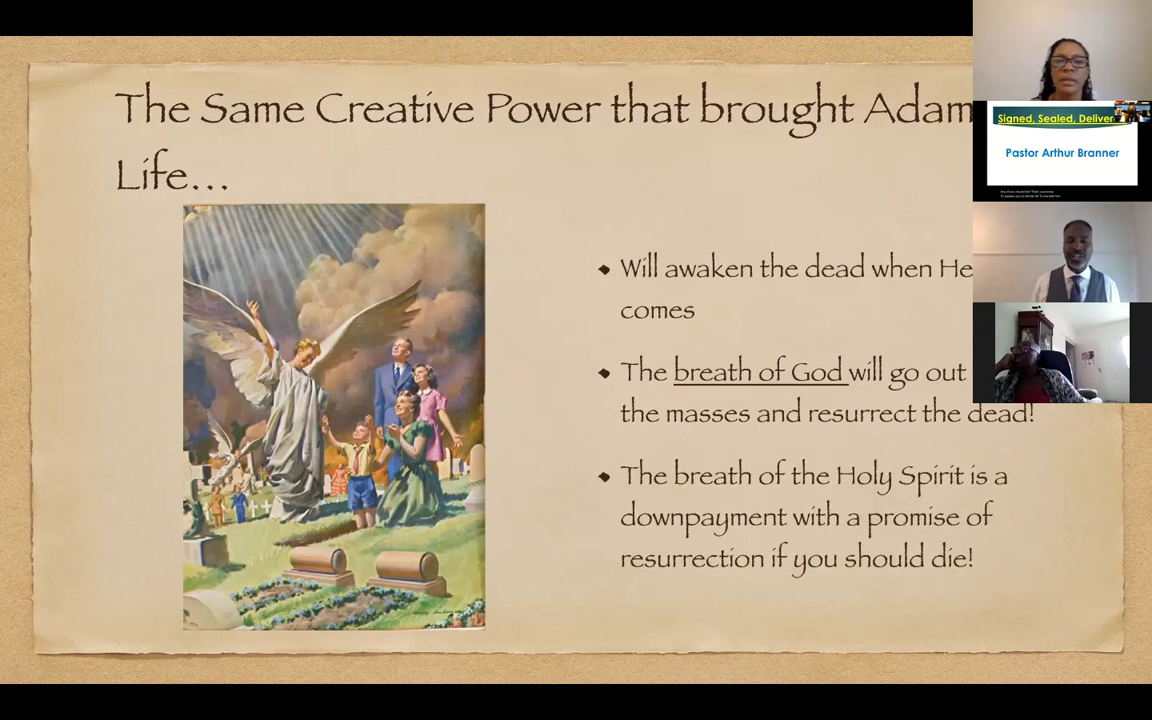 The Same Creative Power that brought Adam
Life...
Will awaken the dead when He
comes
The breath of God will go out
the masses and resurrect the dead!
The breath of the Holy Spirit is a
downpayment with a promise of
resurrection if you should die!
Signed, Sealed, Deliver
Pastor Arthur Branner